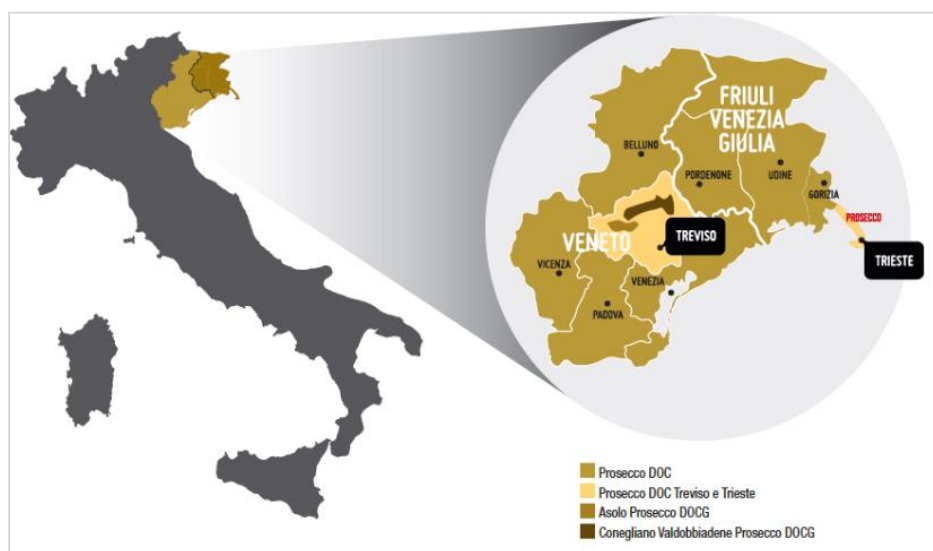 FRIULI
VENEZIA
GIULIA
BELLUNO
PORDENONE
UDINE
GORIZIA
PROSECCO
TREVISO
TRIESTE
VENETO
VICENZA
VENEZIA
PADOVA
Prosecco DOC
Prosecco DOC Treviso e Trieste
Asolo Prosecco DOCG
Conegliano Valdobbiadene Prosecco DOCG